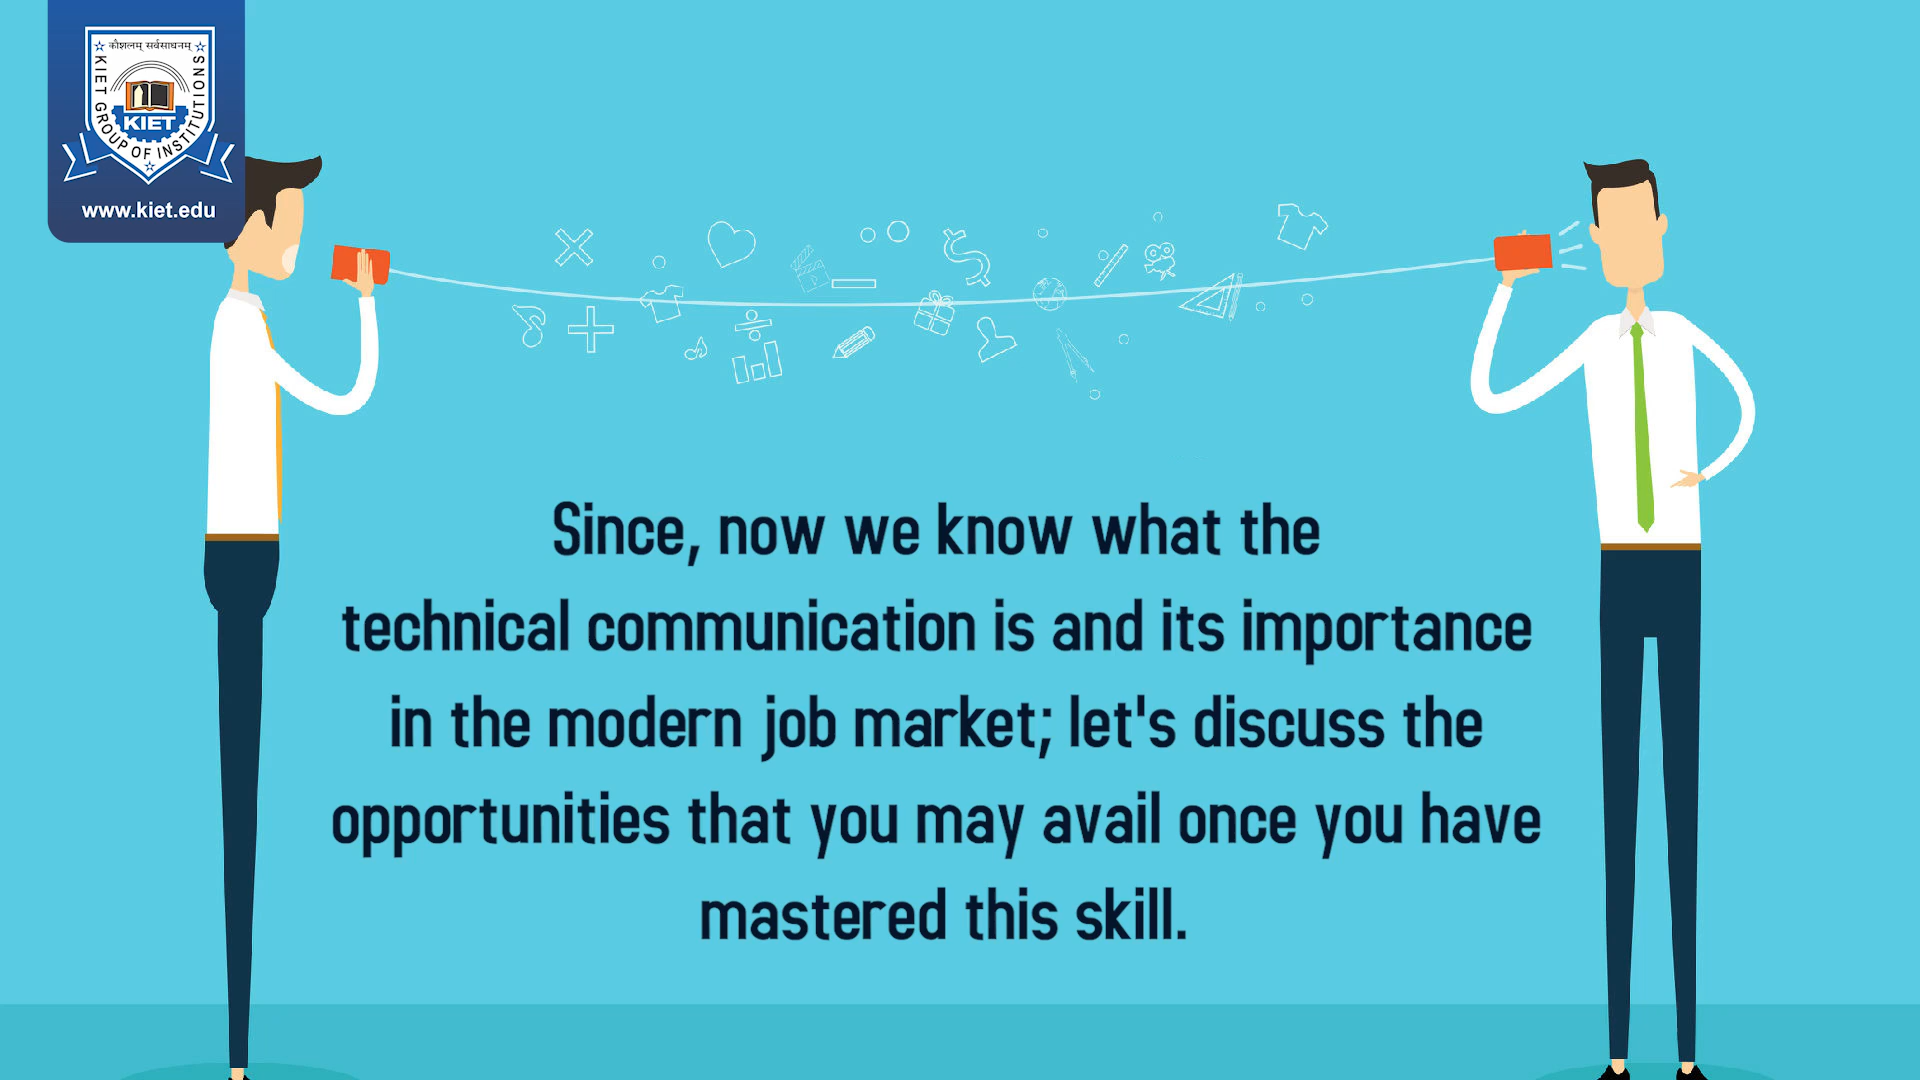 कौशलम् सर्वसाधनम्
KIET GROUP OF INSTITUTIONS
KIET
www.kiet.edu
Since, now we know what the
technical communication is and its importance
in the modern job market; let's discuss the
opportunities that you may avail once you have
mastered this skill.